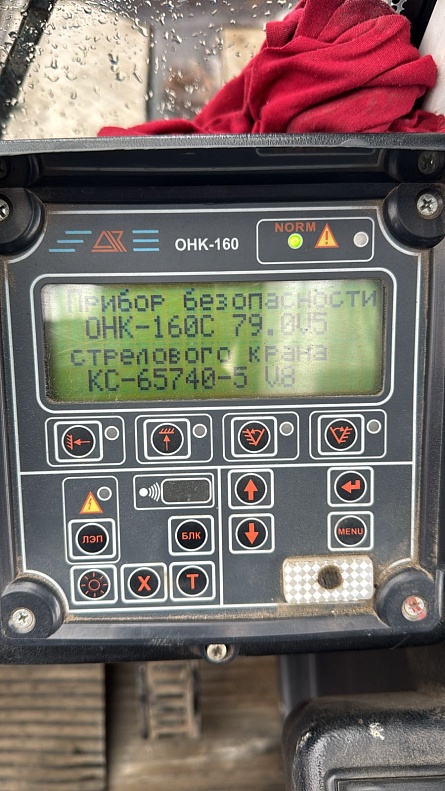 ОНК-160
NORM
Прибор безопасности
ОНК-160С 79.0V5
стрелового крана
КС-65740-5 V8
ЛЭП
БЛК
MENU
X
T